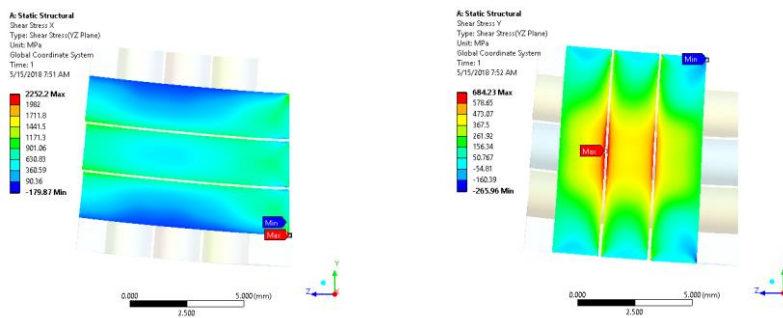 A: Static Structural
Shear Stress X
Type: Shear Stress(YZ Plane)
Unit: MPa
Global Coordinate System
Time: 1
5/15/2018 7:51 AM
2252.2 Max
1982
1711.8
1441.5
1171.3
901.06
630.83
360.59
90.36
-179.87 Min
Min
Max
0.000
5.000 (mm)
2.500
Y
Z
X
A: Static Structural
Shear Stress Y
Type: Shear Stress(YZ Plane)
Unit: MPa
Global Coordinate System
Time: 1
5/15/2018 7:52 AM
684.23 Max
578.65
473.07
367.5
261.92
156.34
50.767
-54.81
-160.39
-265.96 Min
Min
Max
0.000
5.000 (mm)
2.500
Z